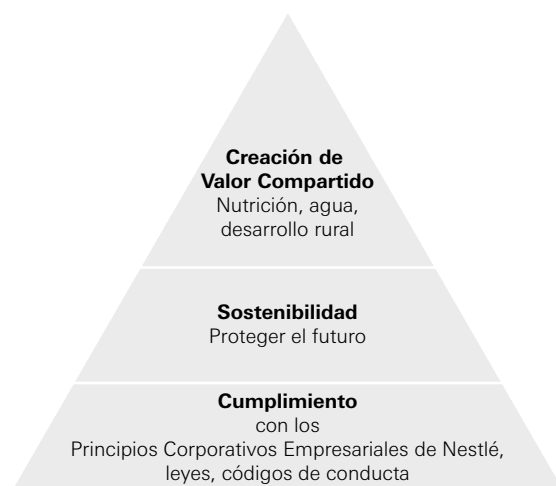 Creación de
Valor Compartido
Nutrición, agua,
desarrollo rural
Sostenibilidad
Proteger el futuro
Cumplimiento
con los
Principios Corporativos Empresariales de Nestlé,
leyes, códigos de conducta